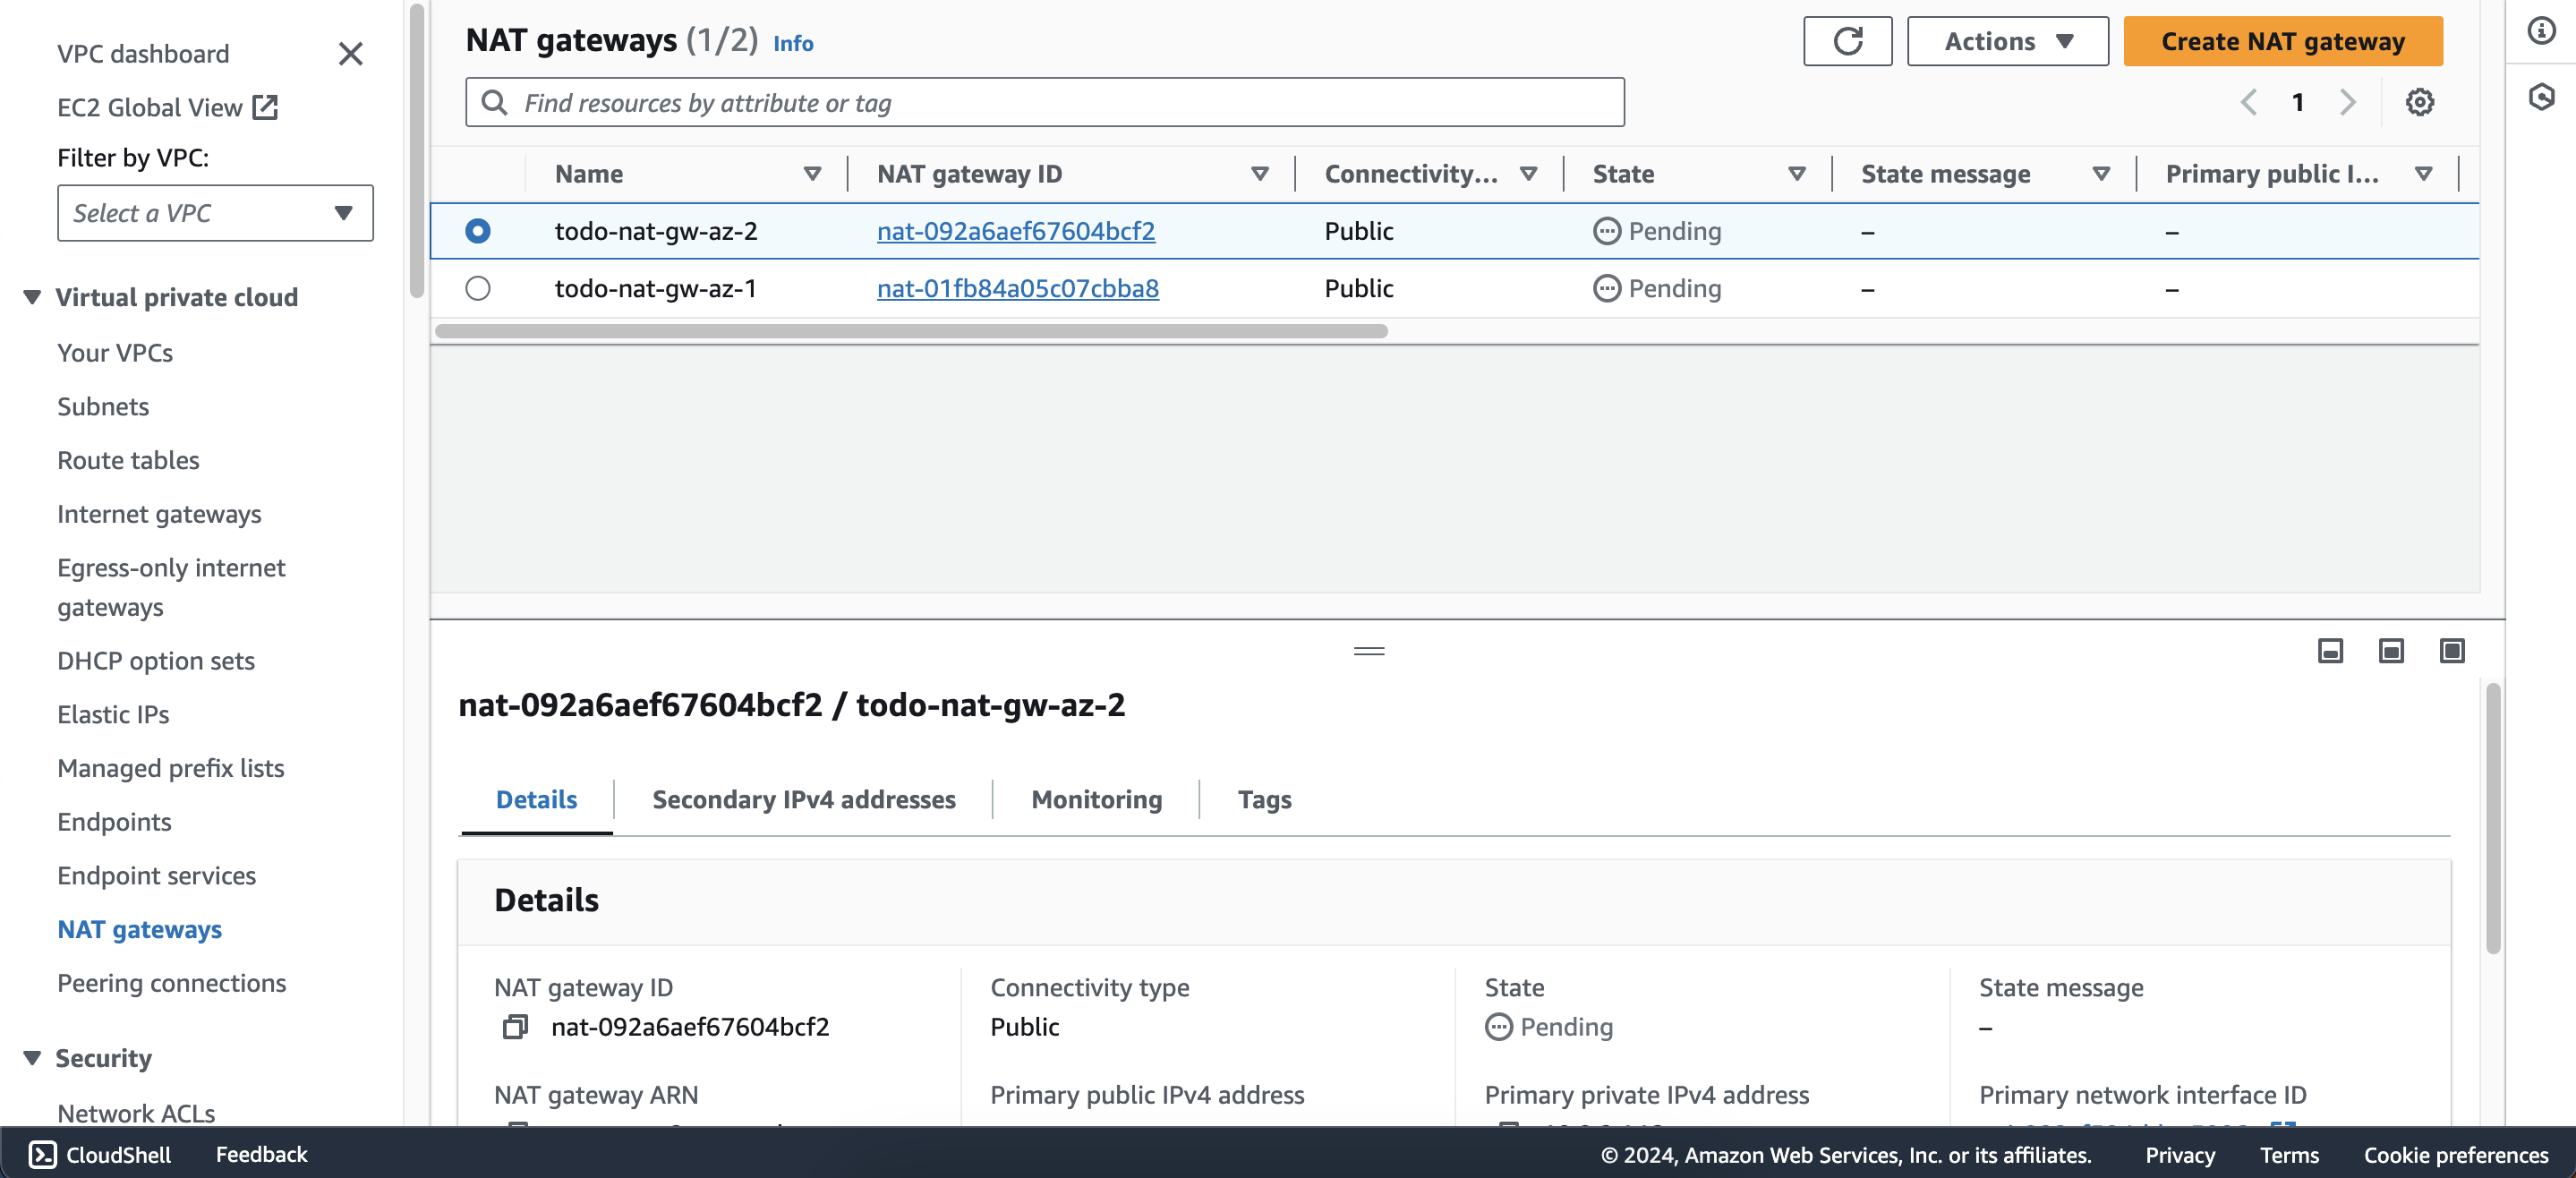 VPC dashboard
EC2 Global View
Filter by VPC:
Select a VPC
Virtual private cloud
Your VPCs
Subnets
Route tables
Internet gateways
Egress-only internet
gateways
DHCP option sets
Elastic IPs
Managed prefix lists
Endpoints
Endpoint services
NAT gateways
Peering connections
Security
Network ACLs
NAT gateways (1/2) Info
Actions
Create NAT gateway
Find resources by attribute or tag
1
Name NAT gateway ID Connectivity... State State message Primary public I...
todo-nat-gw-az-2 nat-092a6aef67604bcf2 Public Pending – –
todo-nat-gw-az-1 nat-01fb84a05c07cbba8 Public Pending – –
nat-092a6aef67604bcf2 / todo-nat-gw-az-2
Details Secondary IPv4 addresses Monitoring Tags
Details
NAT gateway ID Connectivity type State State message
nat-092a6aef67604bcf2 Public Pending –
NAT gateway ARN Primary public IPv4 address Primary private IPv4 address Primary network interface ID
CloudShell Feedback © 2024, Amazon Web Services, Inc. or its affiliates. Privacy Terms Cookie preferences